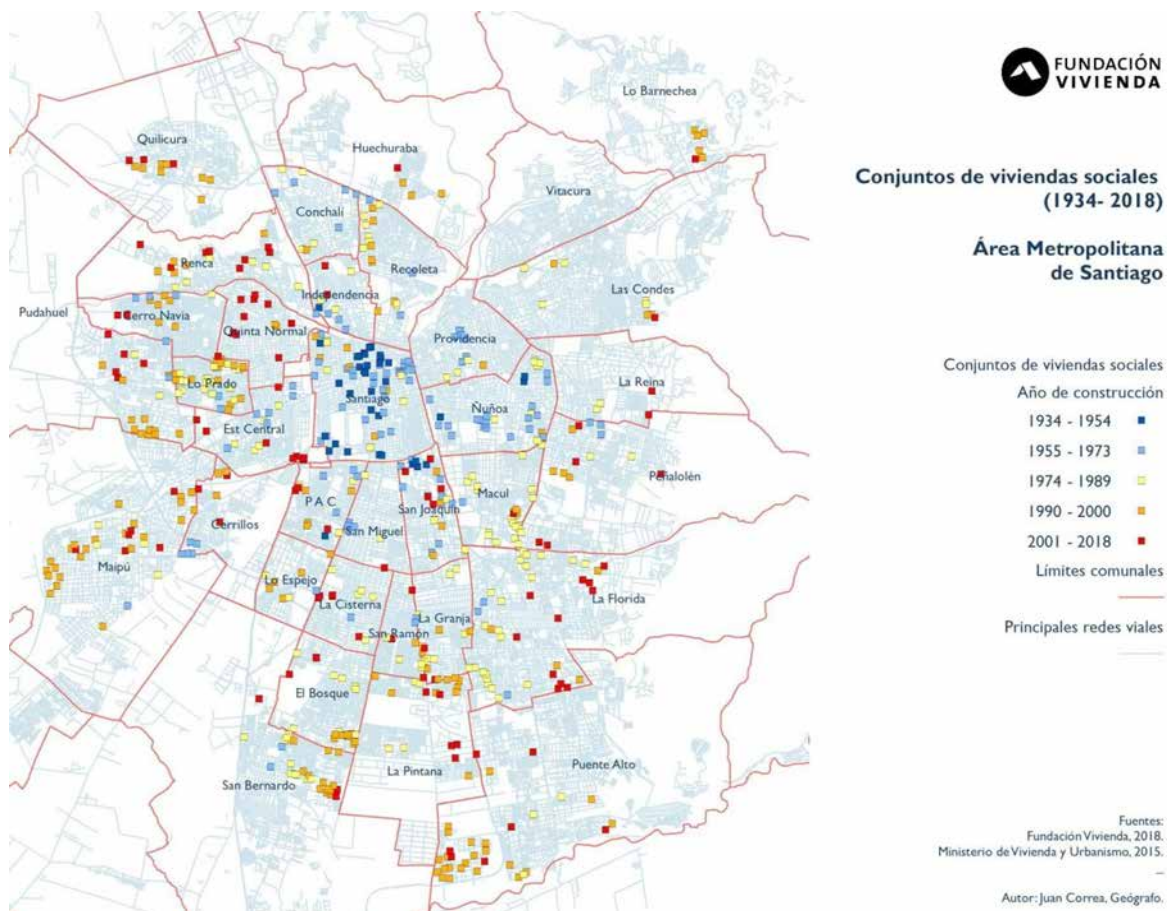 FUNDACIÓN
VIVIENDA
Conjuntos de viviendas sociales
(1934- 2018)
Área Metropolitana
de Santiago
Conjuntos de viviendas sociales
Año de construcción
1934 - 1954
1955 - 1973
1974 - 1989
1990 - 2000
2001 - 2018
Límites comunales
Principales redes viales
Fuentes:
Fundación Vivienda, 2018.
Ministerio de Vivienda y Urbanismo, 2015.
–
Autor: Juan Correa, Geógrafo.
Lo Barnechea
Quilicura
Huechuraba
Vitacura
Conchalí
Renca
Recoleta
Independencia
Las Condes
Pudahuel
Cerro Navia
Quinta Normal
Providencia
Lo Prado
La Reina
Santiago
Ñuñoa
Est Central
Peñalolén
P A C
Macul
San Joaquín
Cerrillos
San Miguel
Maipú
Lo Espejo
La Cisterna
La Florida
La Granja
San Ramón
El Bosque
La Pintana
Puente Alto
San Bernardo